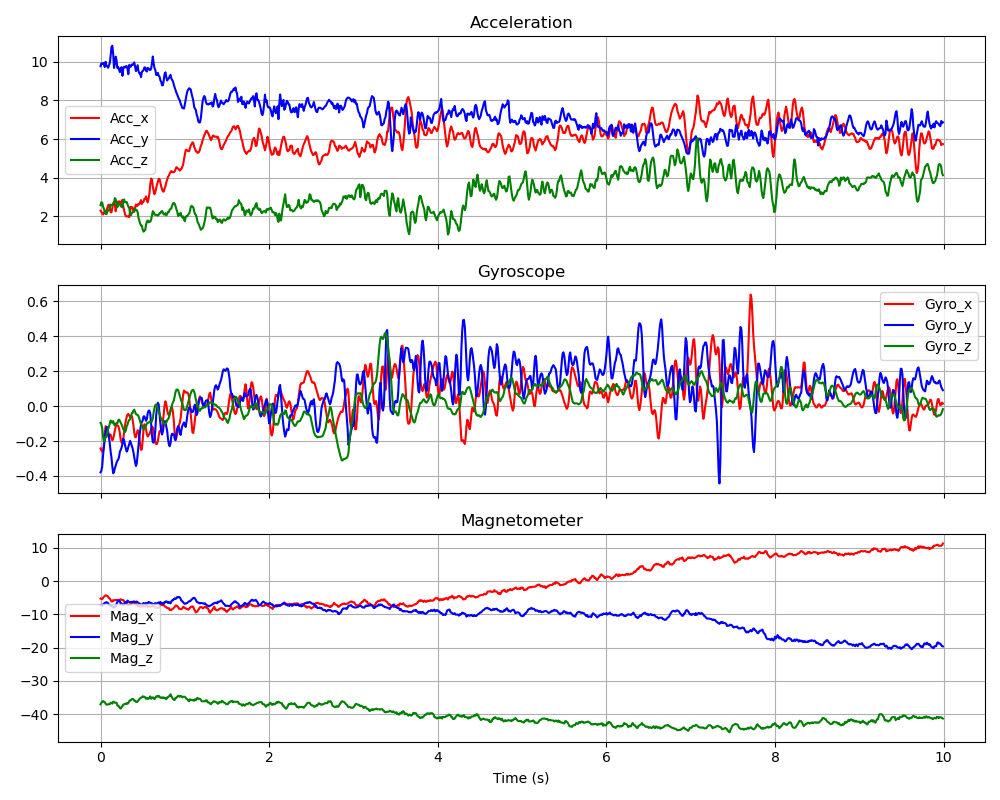 Acceleration
10
8
6
4
2
Acc_x
Acc_y
Acc_z
Gyroscope
0.6
0.4
0.2
0.0
−0.2
−0.4
Gyro_x
Gyro_y
Gyro_z
Magnetometer
10
0
−10
−20
−30
−40
Mag_x
Mag_y
Mag_z
0 2 4 6 8 10
Time (s)